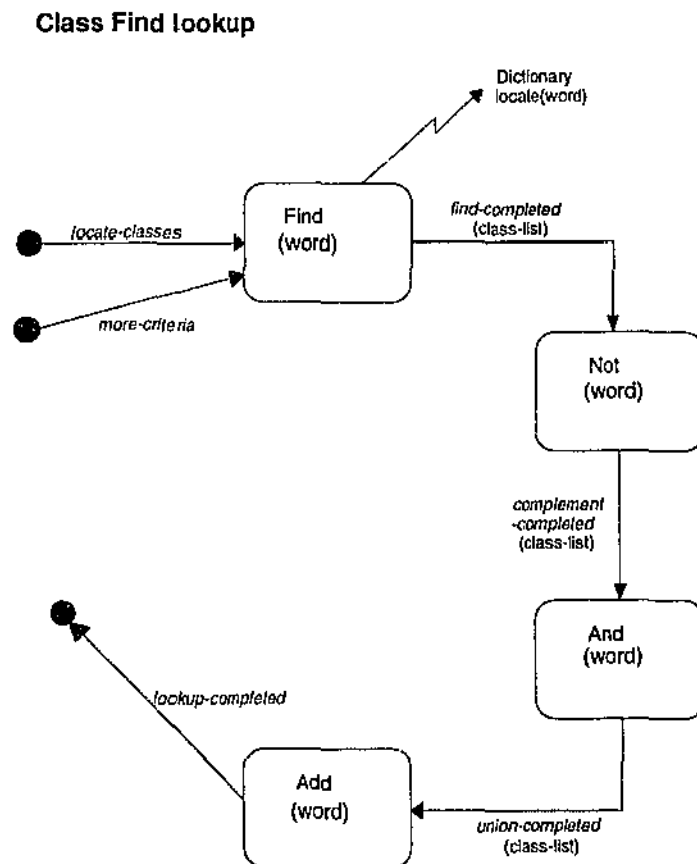 Class Find lookup
Dictionary
locale(word)
Find
(word)
locate-classes
find-completed
(class-list)
more-criteria
Not
(word)
complement
-completed
(class-list)
And
(word)
lookup-completed
Add
(word)
union-completed
(class-list)